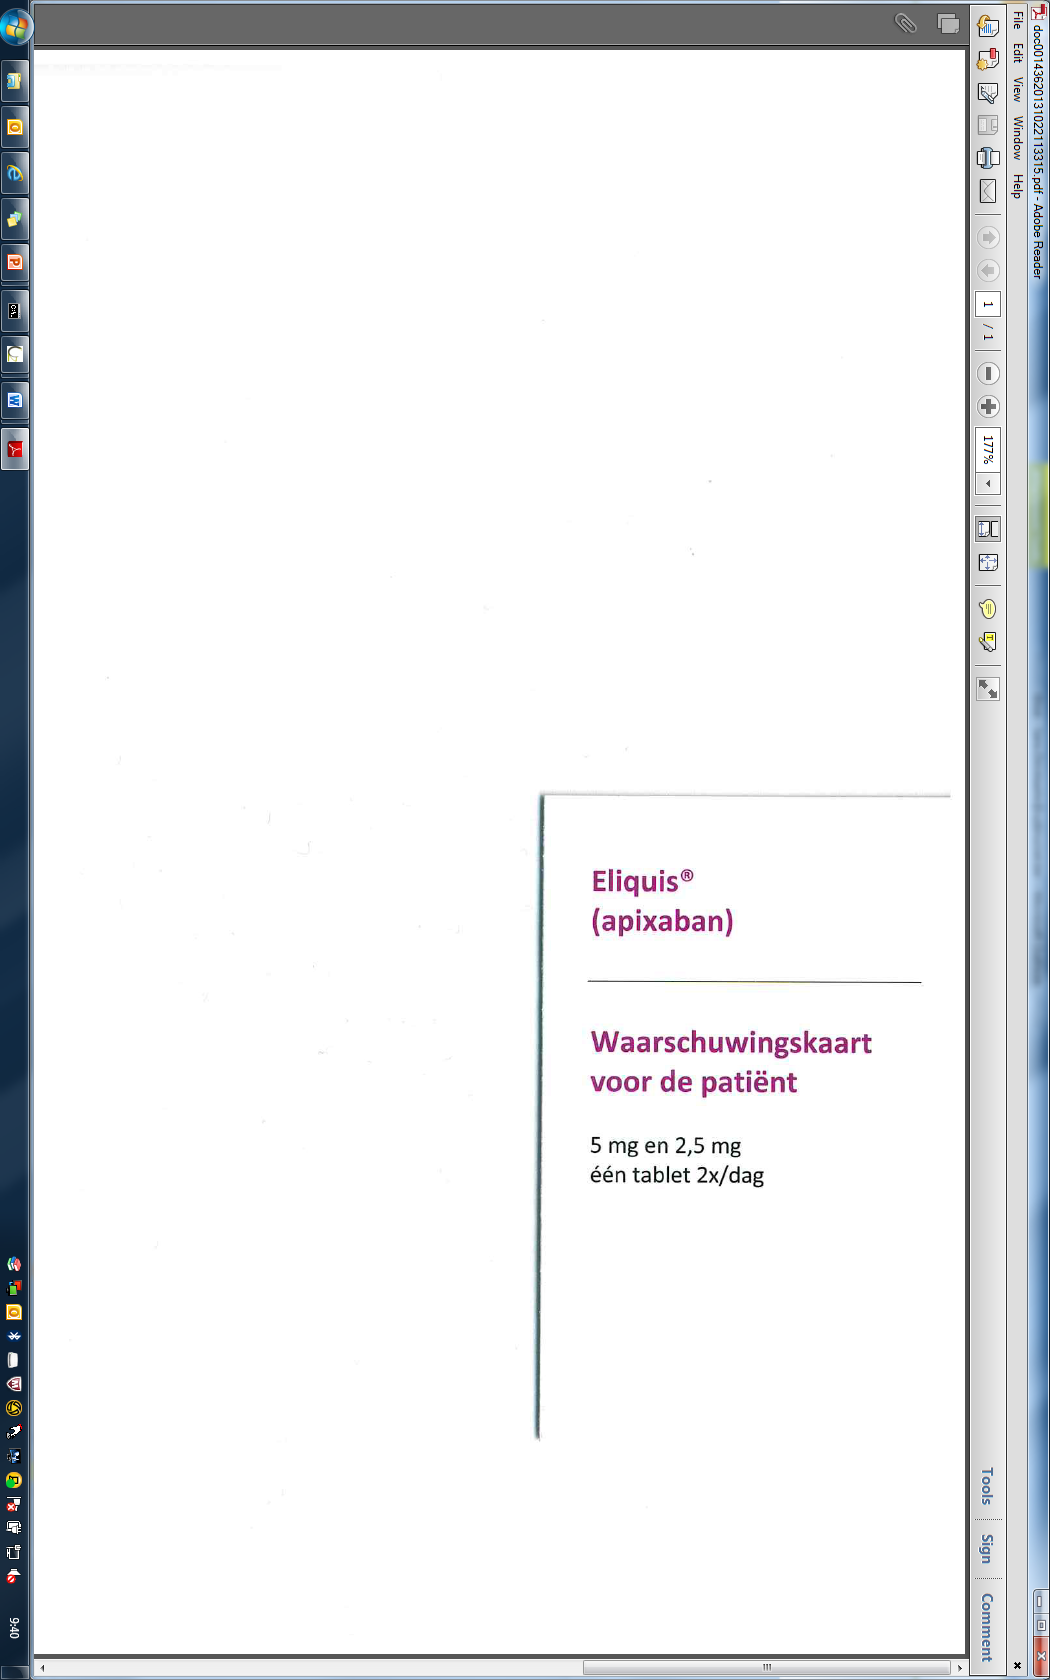 doc00143620131022113315.pdf - Adobe Reader
File Edit View Window Help
1 / 1
177%
Tools Sign Comment
Eliquis®
(apixaban)
Waarschuwingskaart
voor de patiënt
5 mg en 2,5 mg
één tablet 2x/dag
9:40